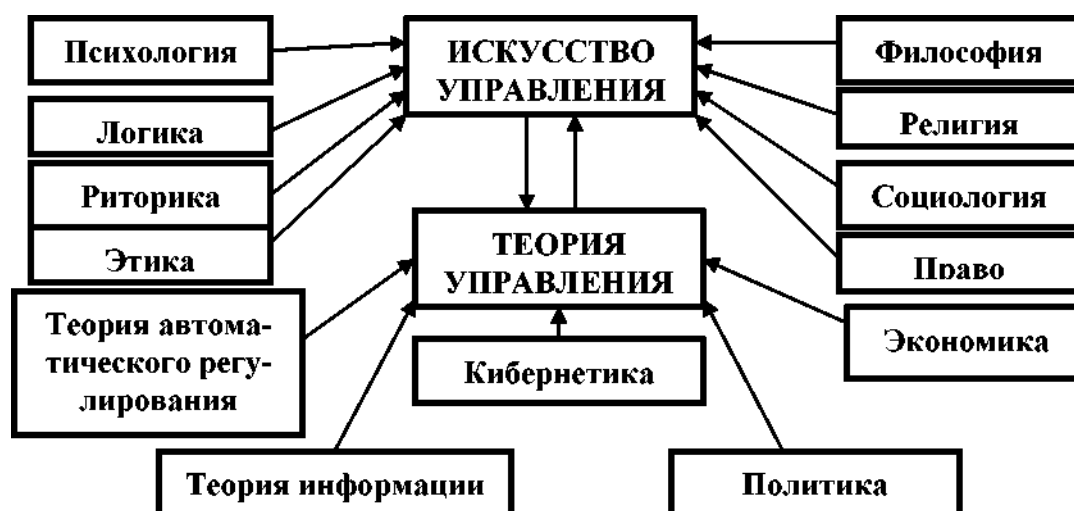 Психология
ИСКУССТВО
УПРАВЛЕНИЯ
Философия
Логика
Религия
Риторика
Социология
Этика
ТЕОРИЯ
УПРАВЛЕНИЯ
Право
Теория автома-
тического регу-
лирования
Кибернетика
Экономика
Теория информации
Политика